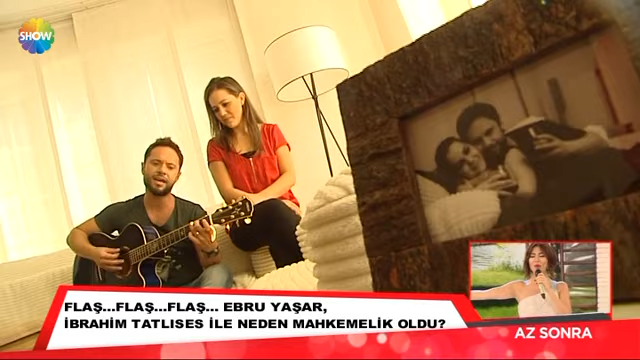 SHOW
FLAŞ...FLAŞ...FLAŞ... EBRU YAŞAR,
İBRAHİM TATLISES İLE NEDEN MAHKEMELİK OLDU?
AZ SONRA